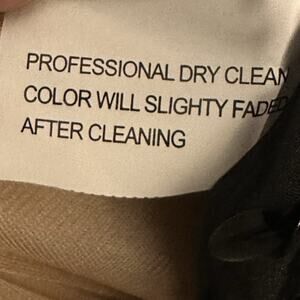 PROFESSIONAL DRY CLEAN
COLOR WILL SLIGHTY FADED
AFTER CLEANING